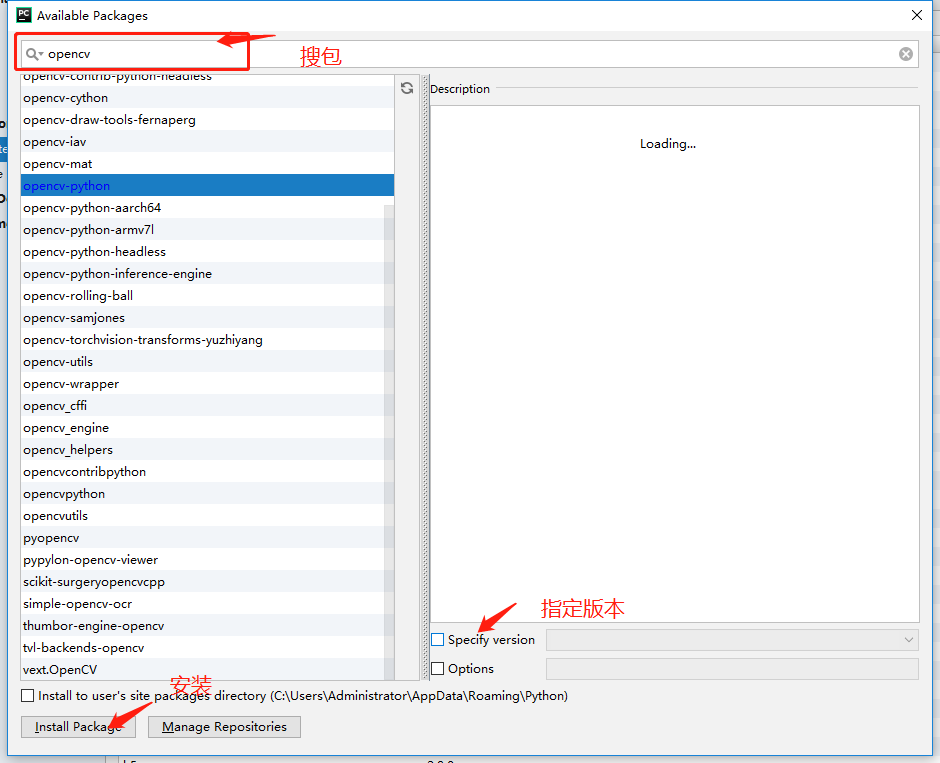 PC Available Packages
opencv
搜包
opencv-contrib-python-headless
opencv-cython
opencv-draw-tools-fernaperg
opencv-iav
opencv-mat
opencv-python
opencv-python-aarch64
opencv-python-armv7l
opencv-python-headless
opencv-python-inference-engine
opencv-rolling-ball
opencv-samjones
opencv-torchvision-transforms-yuzhiyang
opencv-utils
opencv-wrapper
opencv_cffi
opencv_engine
opencv_helpers
opencvcontribpython
opencvpython
opencvutils
pyopencv
pypylon-opencv-viewer
scikit-surgeryopencvcpp
simple-opencv-ocr
thumbor-engine-opencv
tvl-backends-opencv
vext.OpenCV
Description
Loading...
指定版本
Specify version
Options
安装
Install to user's site packages directory (C:\Users\Administrator\AppData\Roaming\Python)
Install Package
Manage Repositories